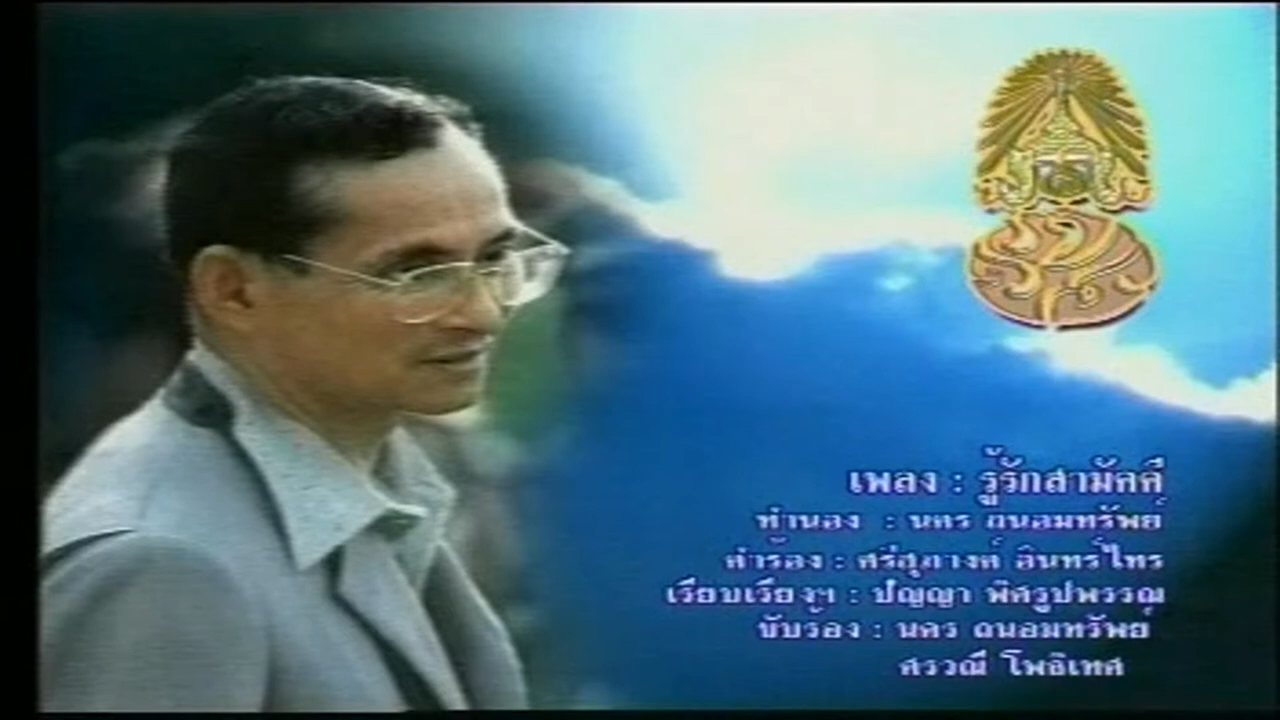 เพลง : รู้รักสามัคคี
ทำนอง : นคร ถนอมทรัพย์
คำร้อง : ศรีสุภางค์ อินทร์ไทร
เรียบเรียงฯ : ปัญญา พิศรูปพรรณ
ขับร้อง : นคร ถนอมทรัพย์
ศรวณี โพธิเทศ